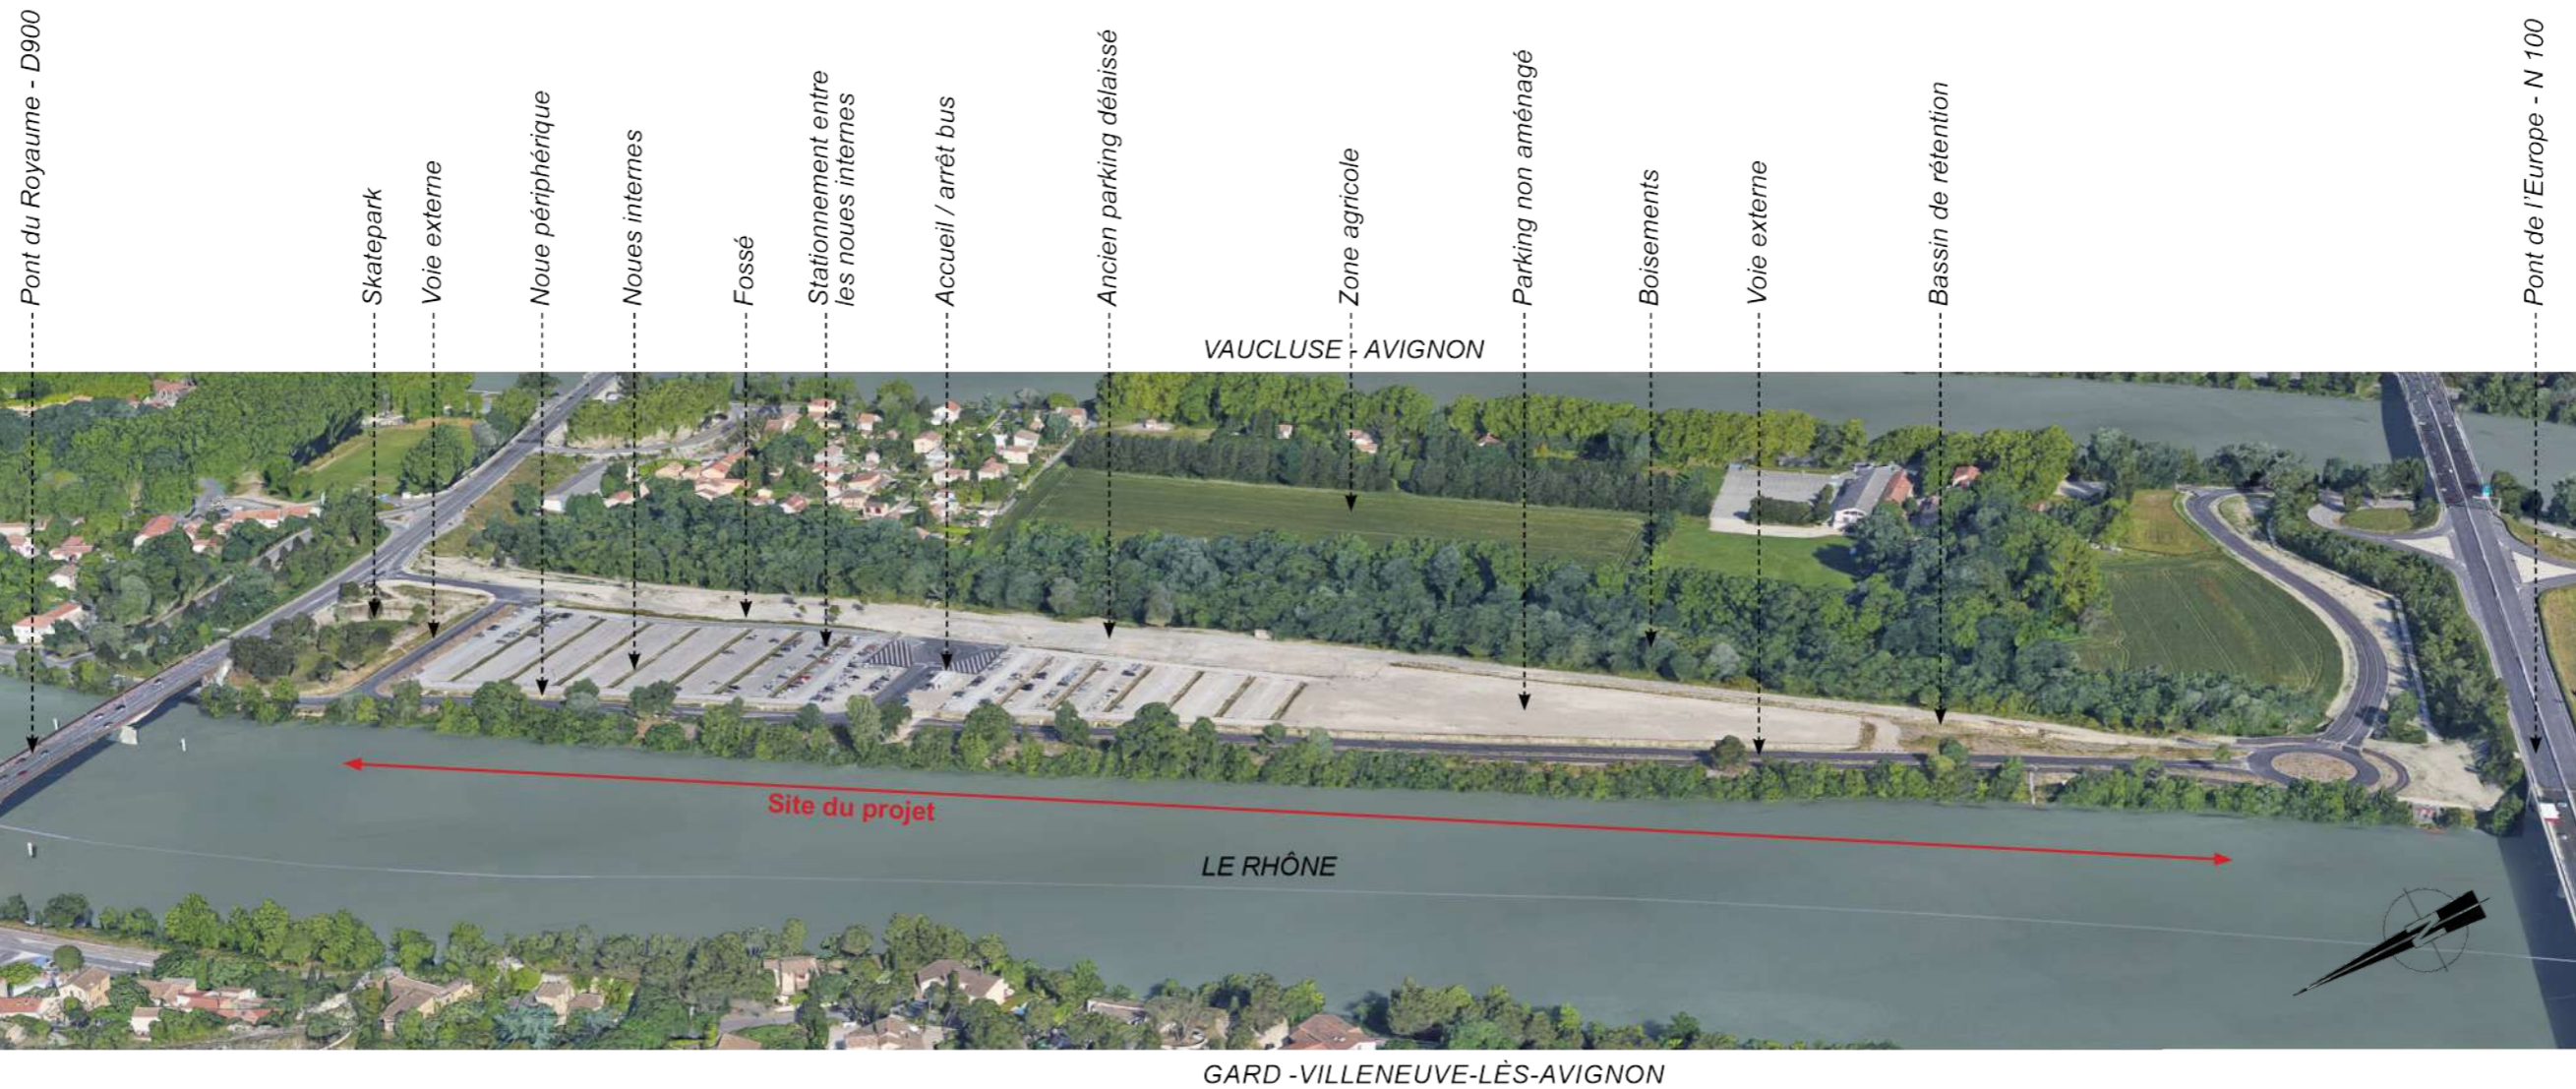 Pont du Royaume - D900
Skatepark
Voie externe
Noue périphérique
Noues internes
Fossé
Stationnement entre
les noues internes
Accueil / arrêt bus
Ancien parking délaissé
Zone agricole
Parking non aménagé
Boisements
Voie externe
Bassin de rétention
Pont de l'Europe - N 100
VAUCLUSE - AVIGNON
Site du projet
LE RHÔNE
N
GARD -VILLENEUVE-LÈS-AVIGNON